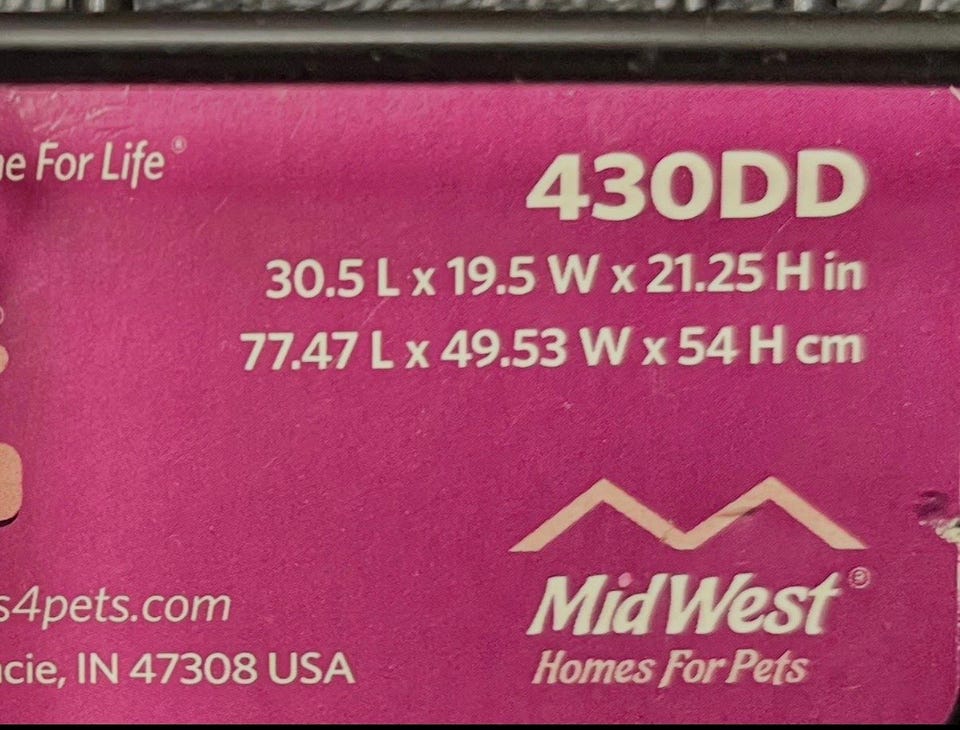 e For Life®
430DD
30.5 L x 19.5 W x 21.25 H in
77.47 L x 49.53 W x 54 H cm
MidWest®
Homes For Pets
s4pets.com
cie, IN 47308 USA